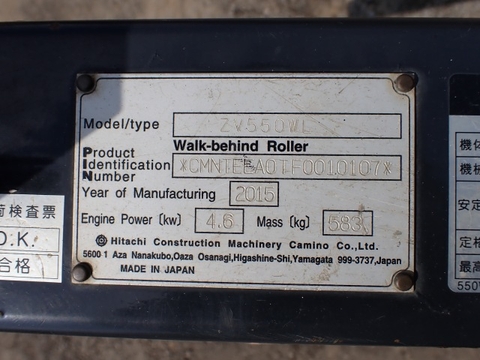 Model/type ZV550WL
Walk-behind Roller
Product
Identification *CMNTEBA0TF0010107*
Number
Year of Manufacturing 2015
Engine Power [kw] 4.6 Mass [kg] 583
Hitachi Construction Machinery Camino Co.,Ltd.
5600 1 Aza Nanakubo,Oaza Osanagi,Higashine-Shi,Yamagata 999-3737,Japan
MADE IN JAPAN
荷検査票
O.K.
合格
機体
機械
安定
定格
最高
550W